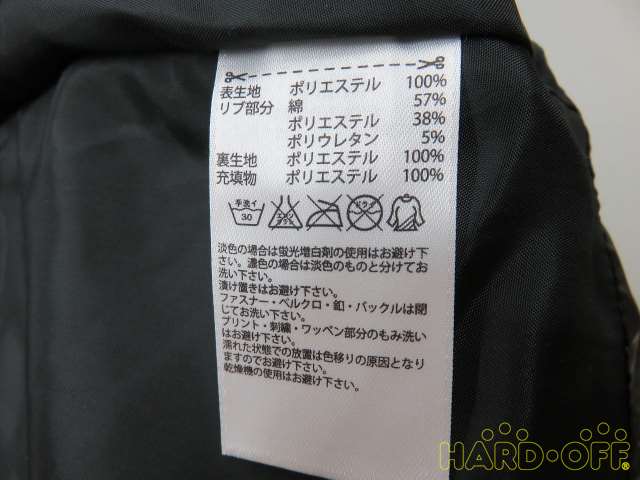 表生地 ポリエステル 100%
リブ部分 綿 57%
ポリエステル 38%
ポリウレタン 5%
裏生地 ポリエステル 100%
充填物 ポリエステル 100%
手洗イ 30 エンソサラシ ドライ
淡色の場合は蛍光増白剤の使用はお避け下
さい。濃色の場合は淡色のものと分けてお
洗い下さい。
漬け置きはお避け下さい。
ファスナー・ベルクロ・釦・バックルは閉
じてお洗い下さい。
プリント・刺繍・ワッペン部分のもみ洗い
はお避け下さい。
濡れた状態での放置は色移りの原因となり
ますのでお避け下さい。
乾燥機の使用はお避け下さい。
HARD-OFF®